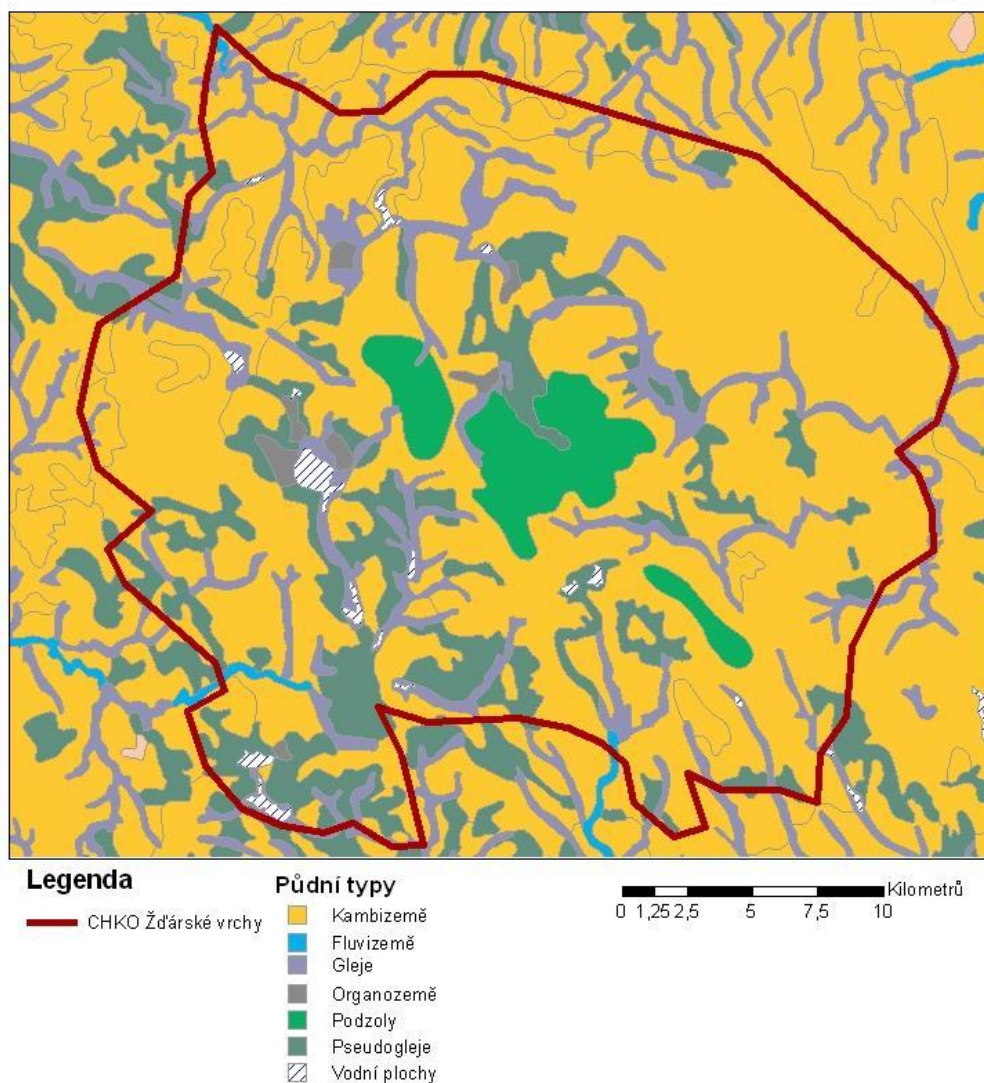 Legenda
CHKO Žďárské vrchy
Půdní typy
Kambizemě
Fluvizemě
Gleje
Organozemě
Podzoly
Pseudogleje
Vodní plochy
Kilometrů
0 1,25 2,5 5 7,5 10